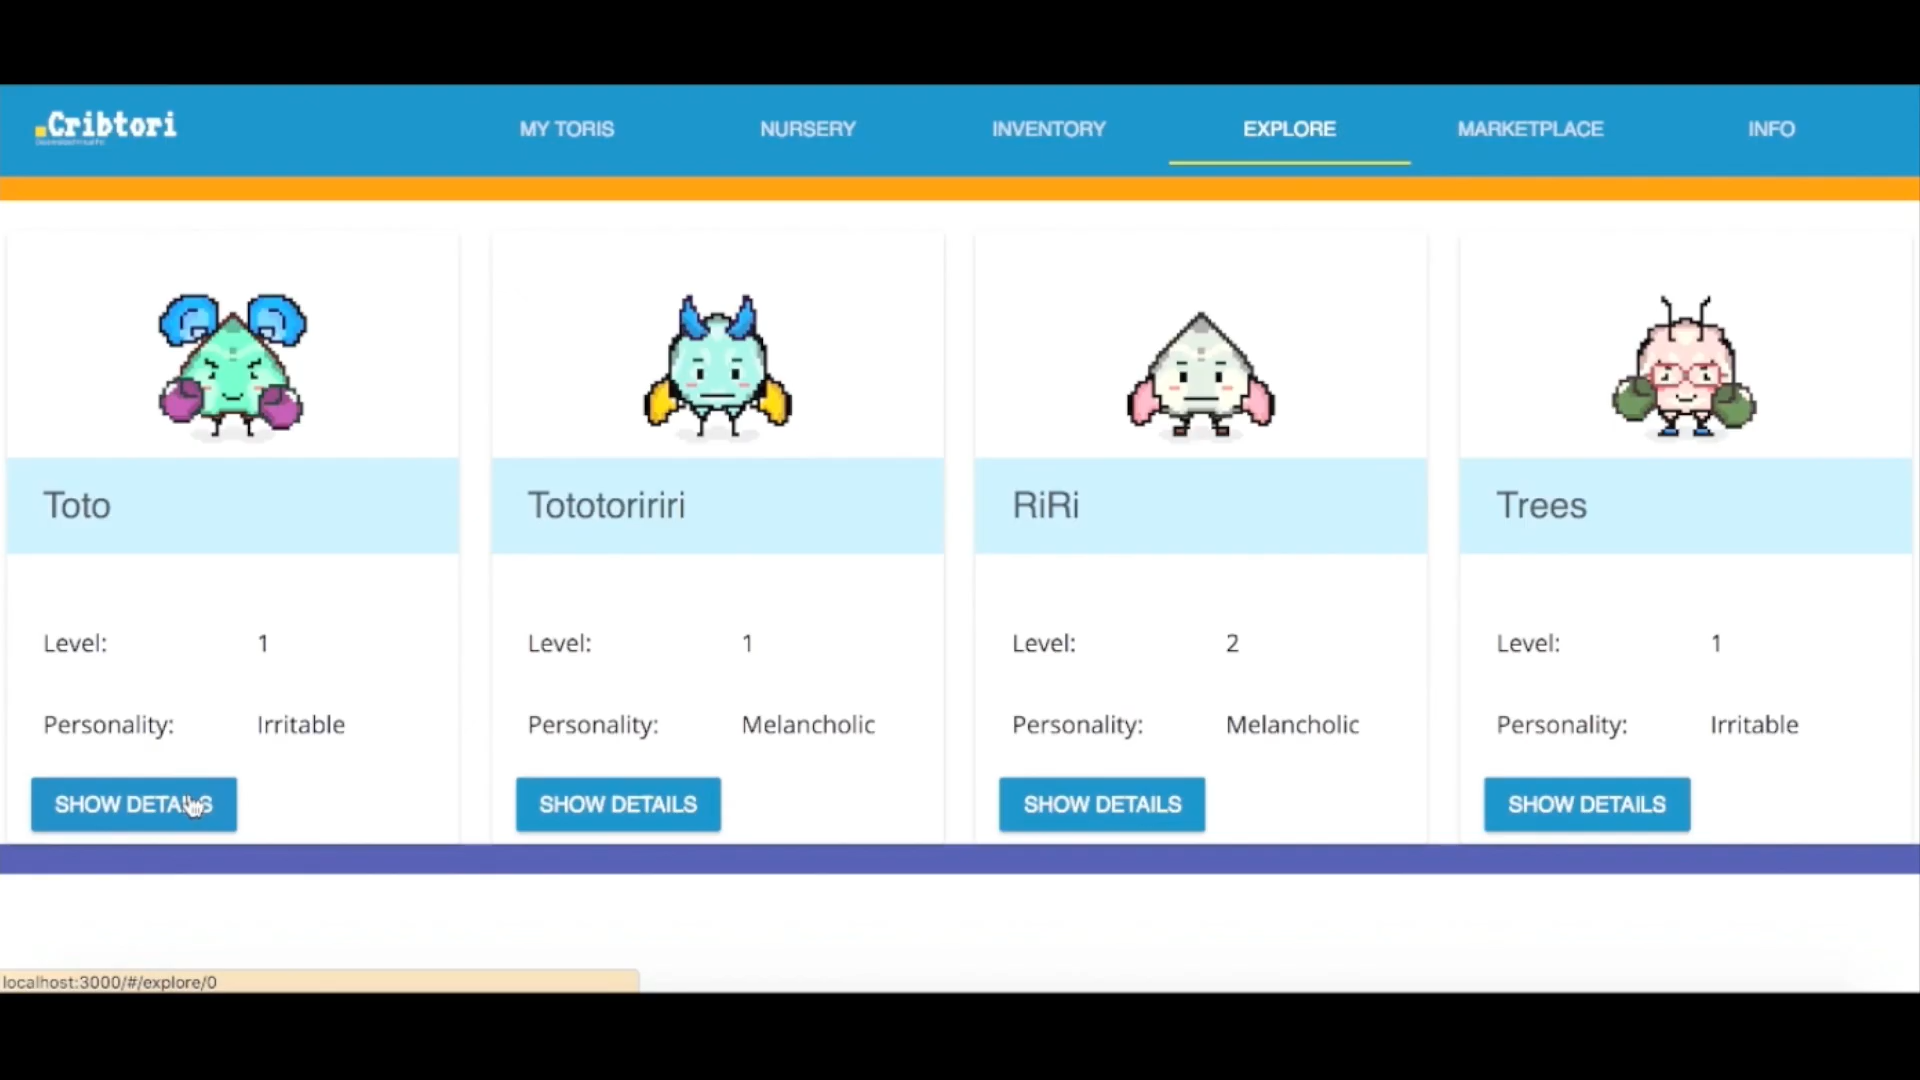 .Cribtori
MY TORIS NURSERY INVENTORY EXPLORE MARKETPLACE INFO
Toto Tototoririri RiRi Trees
Level: 1 Level: 1 Level: 2 Level: 1
Personality: Irritable Personality: Melancholic Personality: Melancholic Personality: Irritable
SHOW DETAILS SHOW DETAILS SHOW DETAILS SHOW DETAILS
localhost:3000/#/explore/0